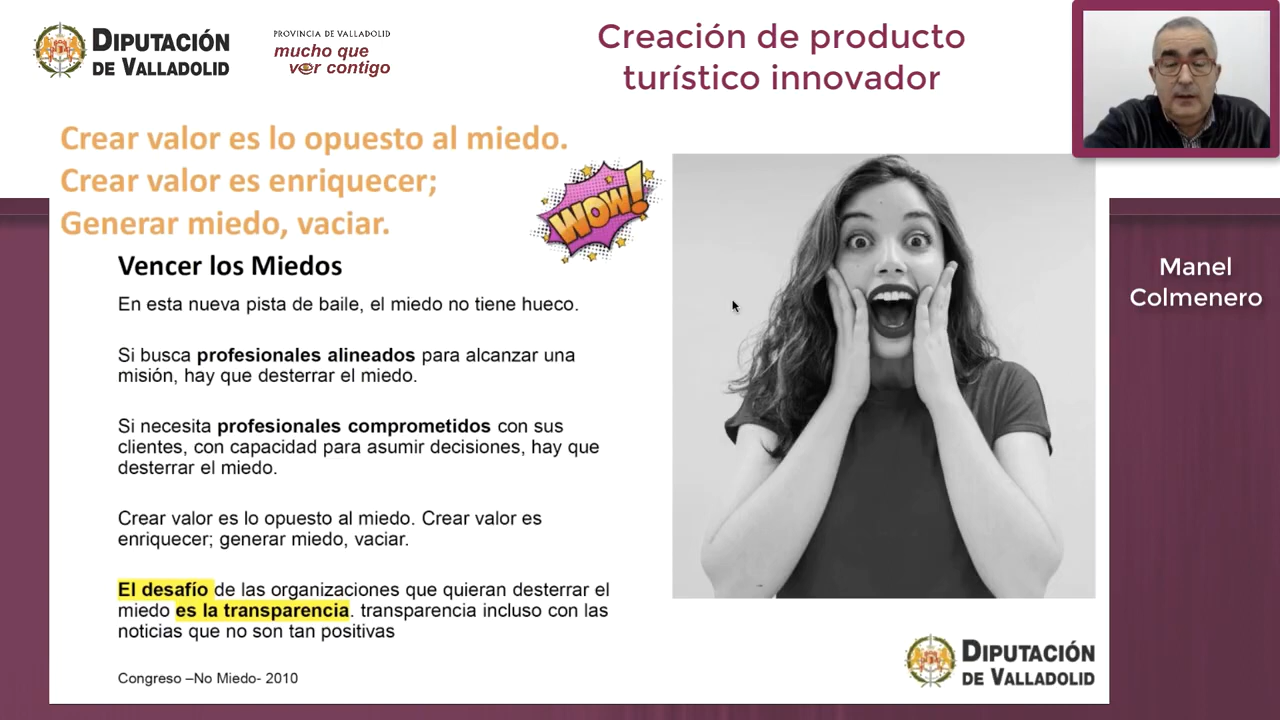 DIPUTACIÓN
DE VALLADOLID
PROVINCIA DE VALLADOLID
mucho que
ver contigo
Creación de producto
turístico innovador
Crear valor es lo opuesto al miedo.
Crear valor es enriquecer;
Generar miedo, vaciar.
WOW!
Vencer los Miedos
En esta nueva pista de baile, el miedo no tiene hueco.
Si busca profesionales alineados para alcanzar una
misión, hay que desterrar el miedo.
Si necesita profesionales comprometidos con sus
clientes, con capacidad para asumir decisiones, hay que
desterrar el miedo.
Crear valor es lo opuesto al miedo. Crear valor es
enriquecer; generar miedo, vaciar.
El desafío de las organizaciones que quieran desterrar el
miedo es la transparencia. transparencia incluso con las
noticias que no son tan positivas
Congreso –No Miedo- 2010
Manel
Colmenero
DIPUTACIÓN
DE VALLADOLID